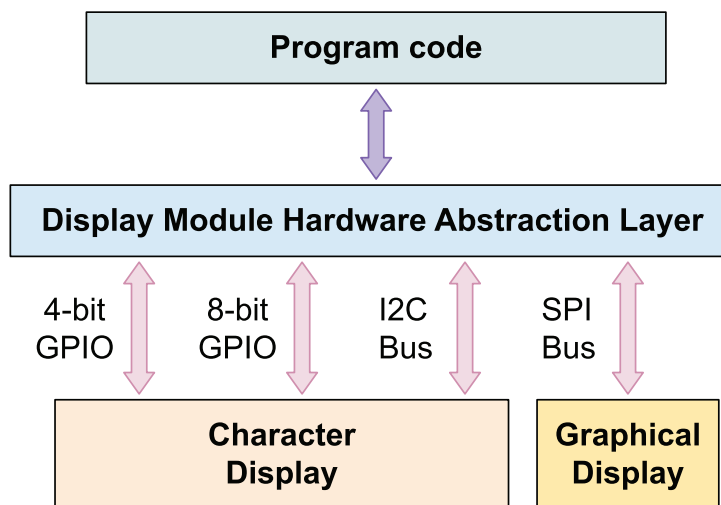 Program code
Display Module Hardware Abstraction Layer
4-bit
GPIO
8-bit
GPIO
I2C
Bus
SPI
Bus
Character
Display
Graphical
Display